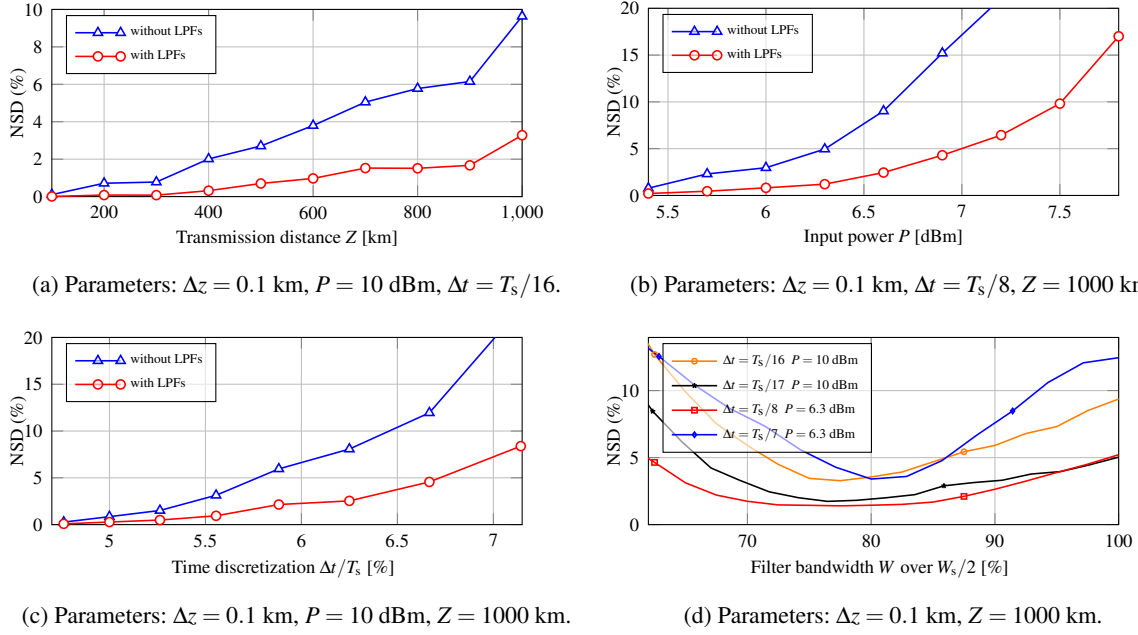 NSD (%)
10
8
6
4
2
0
without LPFs
with LPFs
200
400
600
800
1,000
Transmission distance Z [km]
(a) Parameters: Δz = 0.1 km, P = 10 dBm, Δt = Ts/16.
NSD (%)
20
15
10
5
0
without LPFs
with LPFs
5.5
6
6.5
7
7.5
Input power P [dBm]
(b) Parameters: Δz = 0.1 km, Δt = Ts/8, Z = 1000 km
NSD (%)
20
15
10
5
0
without LPFs
with LPFs
5
5.5
6
6.5
7
Time discretization Δt/Ts [%]
(c) Parameters: Δz = 0.1 km, P = 10 dBm, Z = 1000 km.
NSD (%)
10
5
0
Δt = Ts/16 P = 10 dBm
Δt = Ts/17 P = 10 dBm
Δt = Ts/8 P = 6.3 dBm
Δt = Ts/7 P = 6.3 dBm
70
80
90
100
Filter bandwidth W over Ws/2 [%]
(d) Parameters: Δz = 0.1 km, Z = 1000 km.